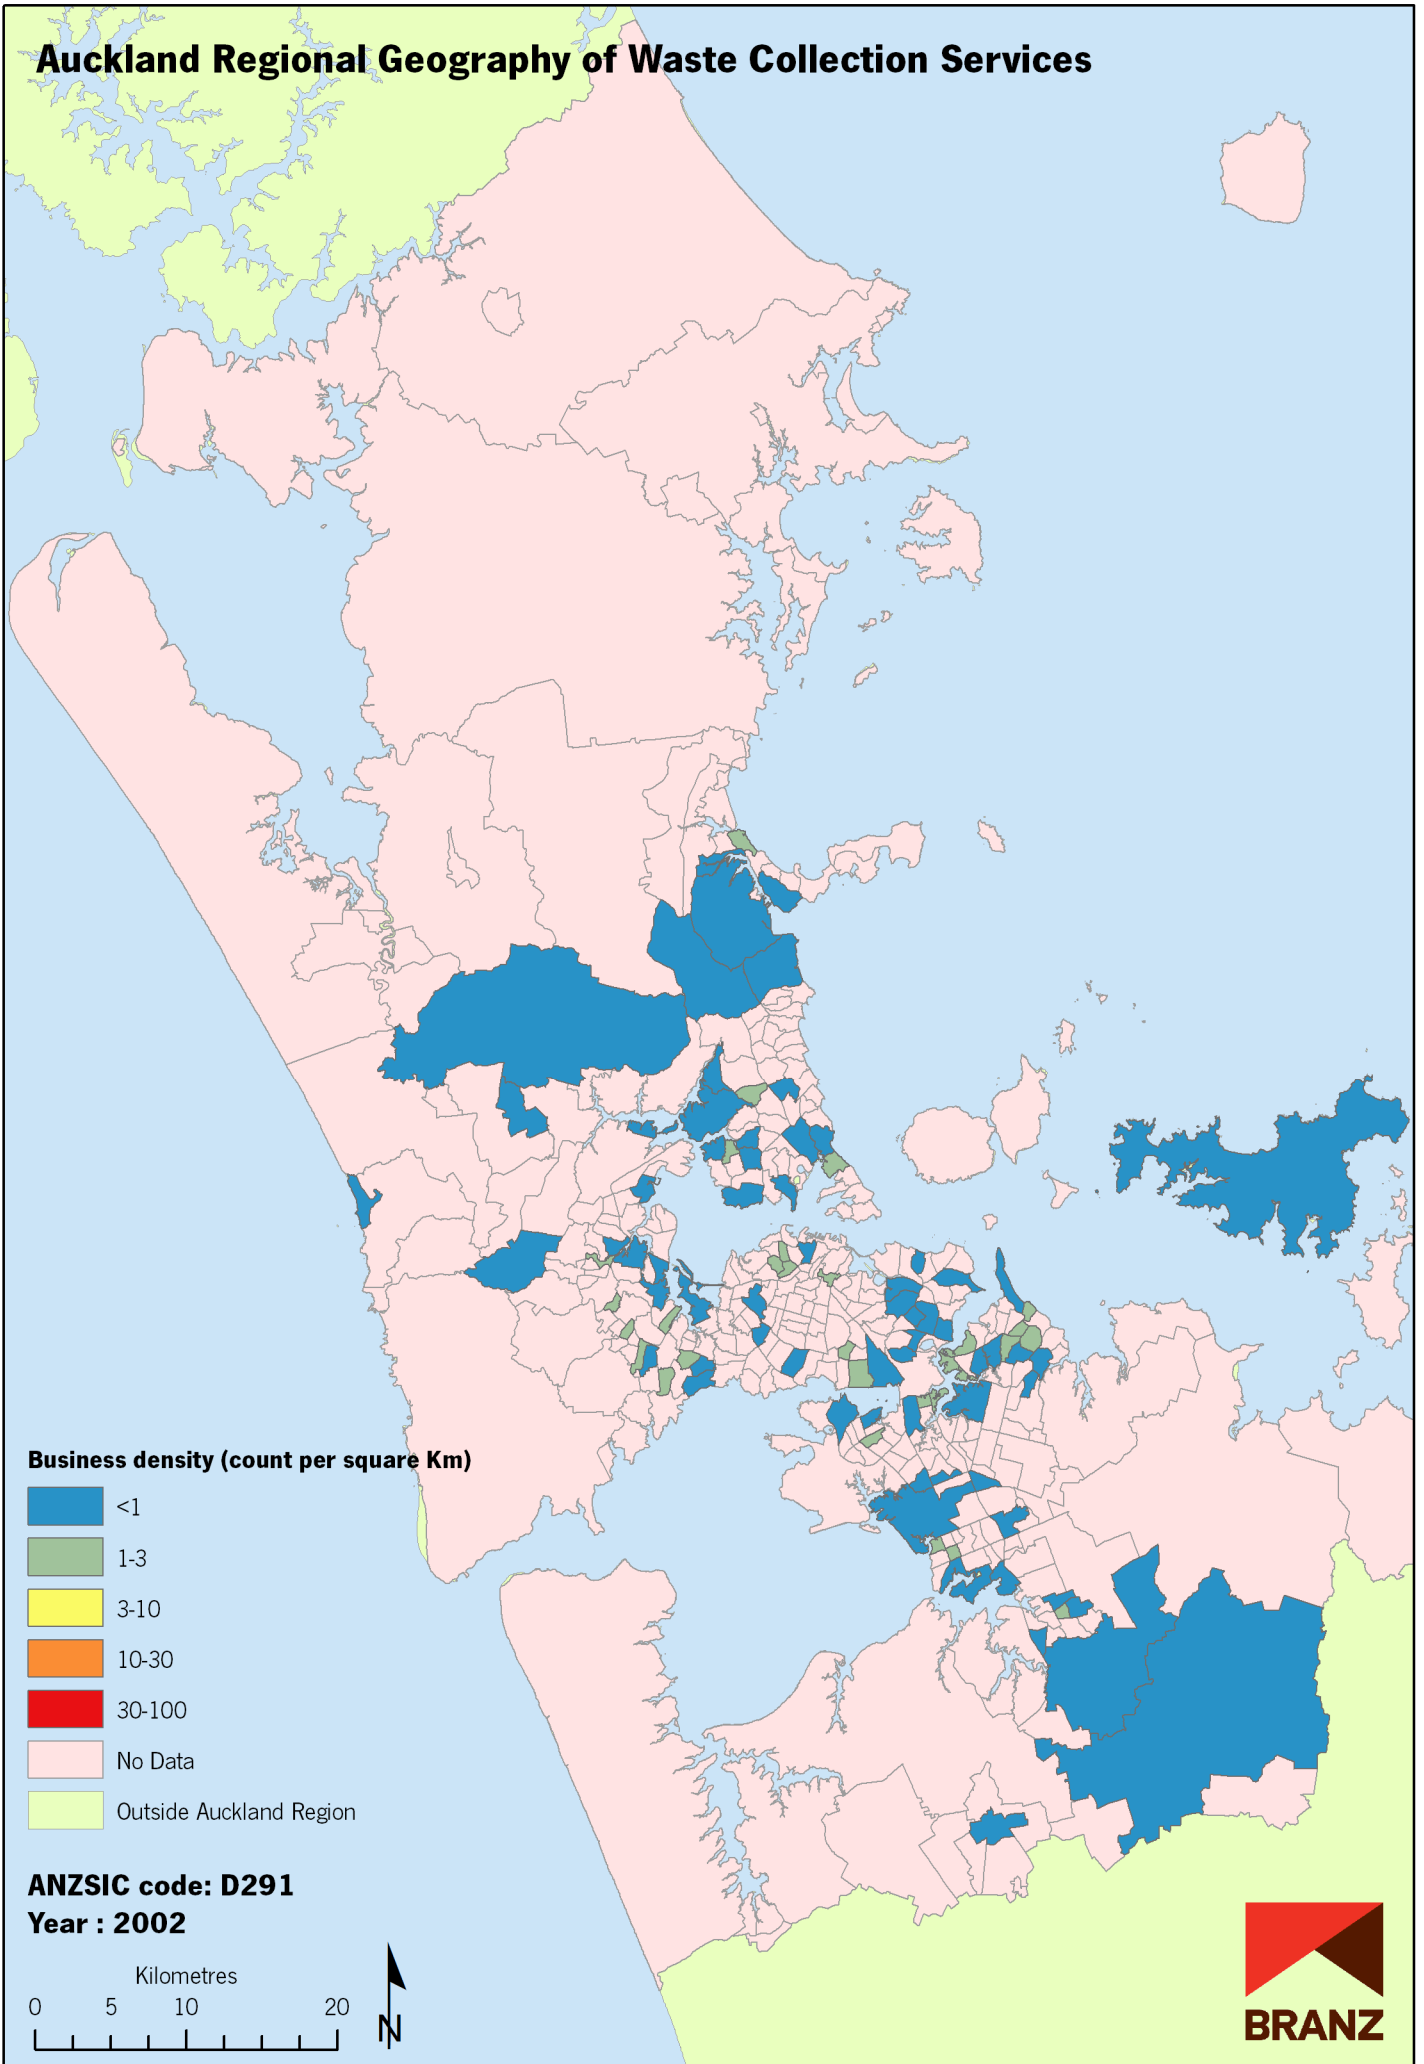 Auckland Regional Geography of Waste Collection Services
Business density (count per square Km)
<1
1-3
3-10
10-30
30-100
No Data
Outside Auckland Region
ANZSIC code: D291
Year : 2002
Kilometres
0 5 10 20
N
BRANZ